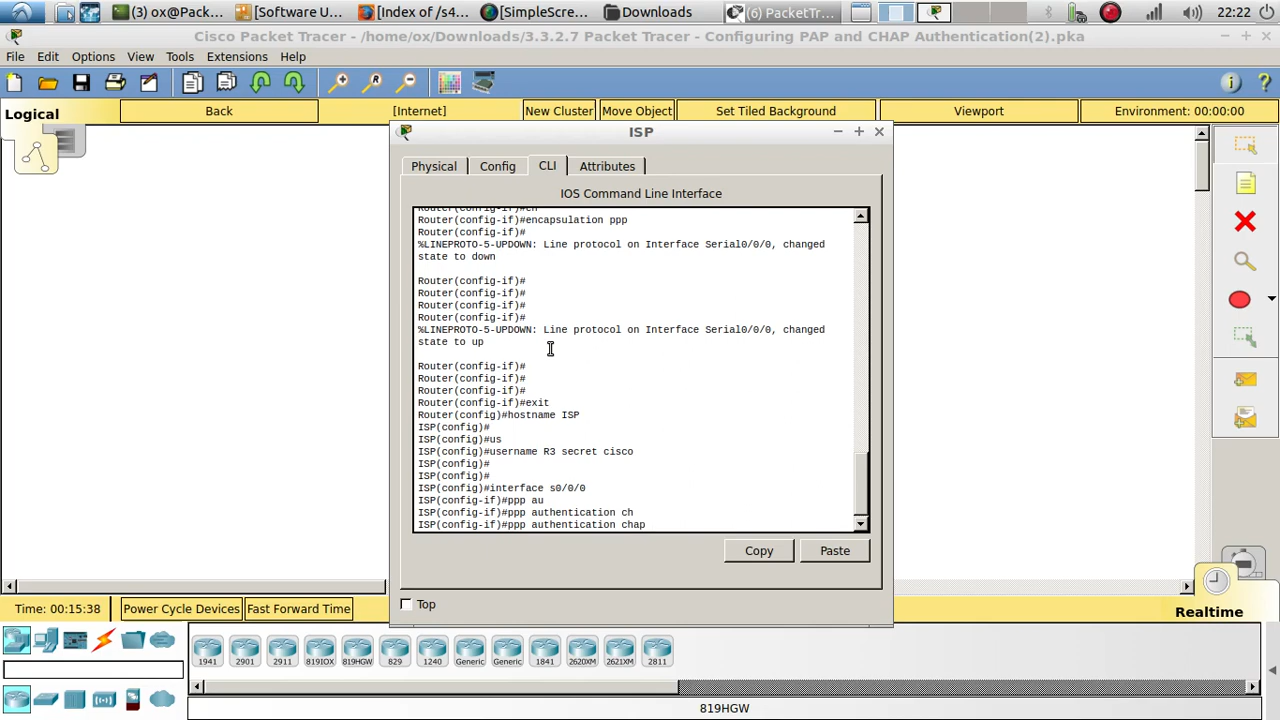 (3) ox@Pack...
[Software U...
[Index of /s4...
[SimpleScre...
Downloads
(6) PacketTr...
22:22
Cisco Packet Tracer - /home/ox/Downloads/3.3.2.7 Packet Tracer - Configuring PAP and CHAP Authentication(2).pka
File Edit Options View Tools Extensions Help
Logical
Back
[Internet]
New Cluster
Move Object
Set Tiled Background
Viewport
Environment: 00:00:00
ISP
Physical
Config
CLI
Attributes
IOS Command Line Interface
Router(config-if)#en
Router(config-if)#encapsulation ppp
Router(config-if)#
%LINEPROTO-5-UPDOWN: Line protocol on Interface Serial0/0/0, changed
state to down
Router(config-if)#
Router(config-if)#
Router(config-if)#
Router(config-if)#
%LINEPROTO-5-UPDOWN: Line protocol on Interface Serial0/0/0, changed
state to up
Router(config-if)#
Router(config-if)#
Router(config-if)#
Router(config-if)#exit
Router(config)#hostname ISP
ISP(config)#
ISP(config)#us
ISP(config)#username R3 secret cisco
ISP(config)#
ISP(config)#
ISP(config)#interface s0/0/0
ISP(config-if)#ppp au
ISP(config-if)#ppp authentication ch
ISP(config-if)#ppp authentication chap
Copy
Paste
Top
Time: 00:15:38
Power Cycle Devices
Fast Forward Time
Realtime
1941
2901
2911
819IOX
819HGW
829
1240
Generic
Generic
1841
2620XM
2621XM
2811
819HGW